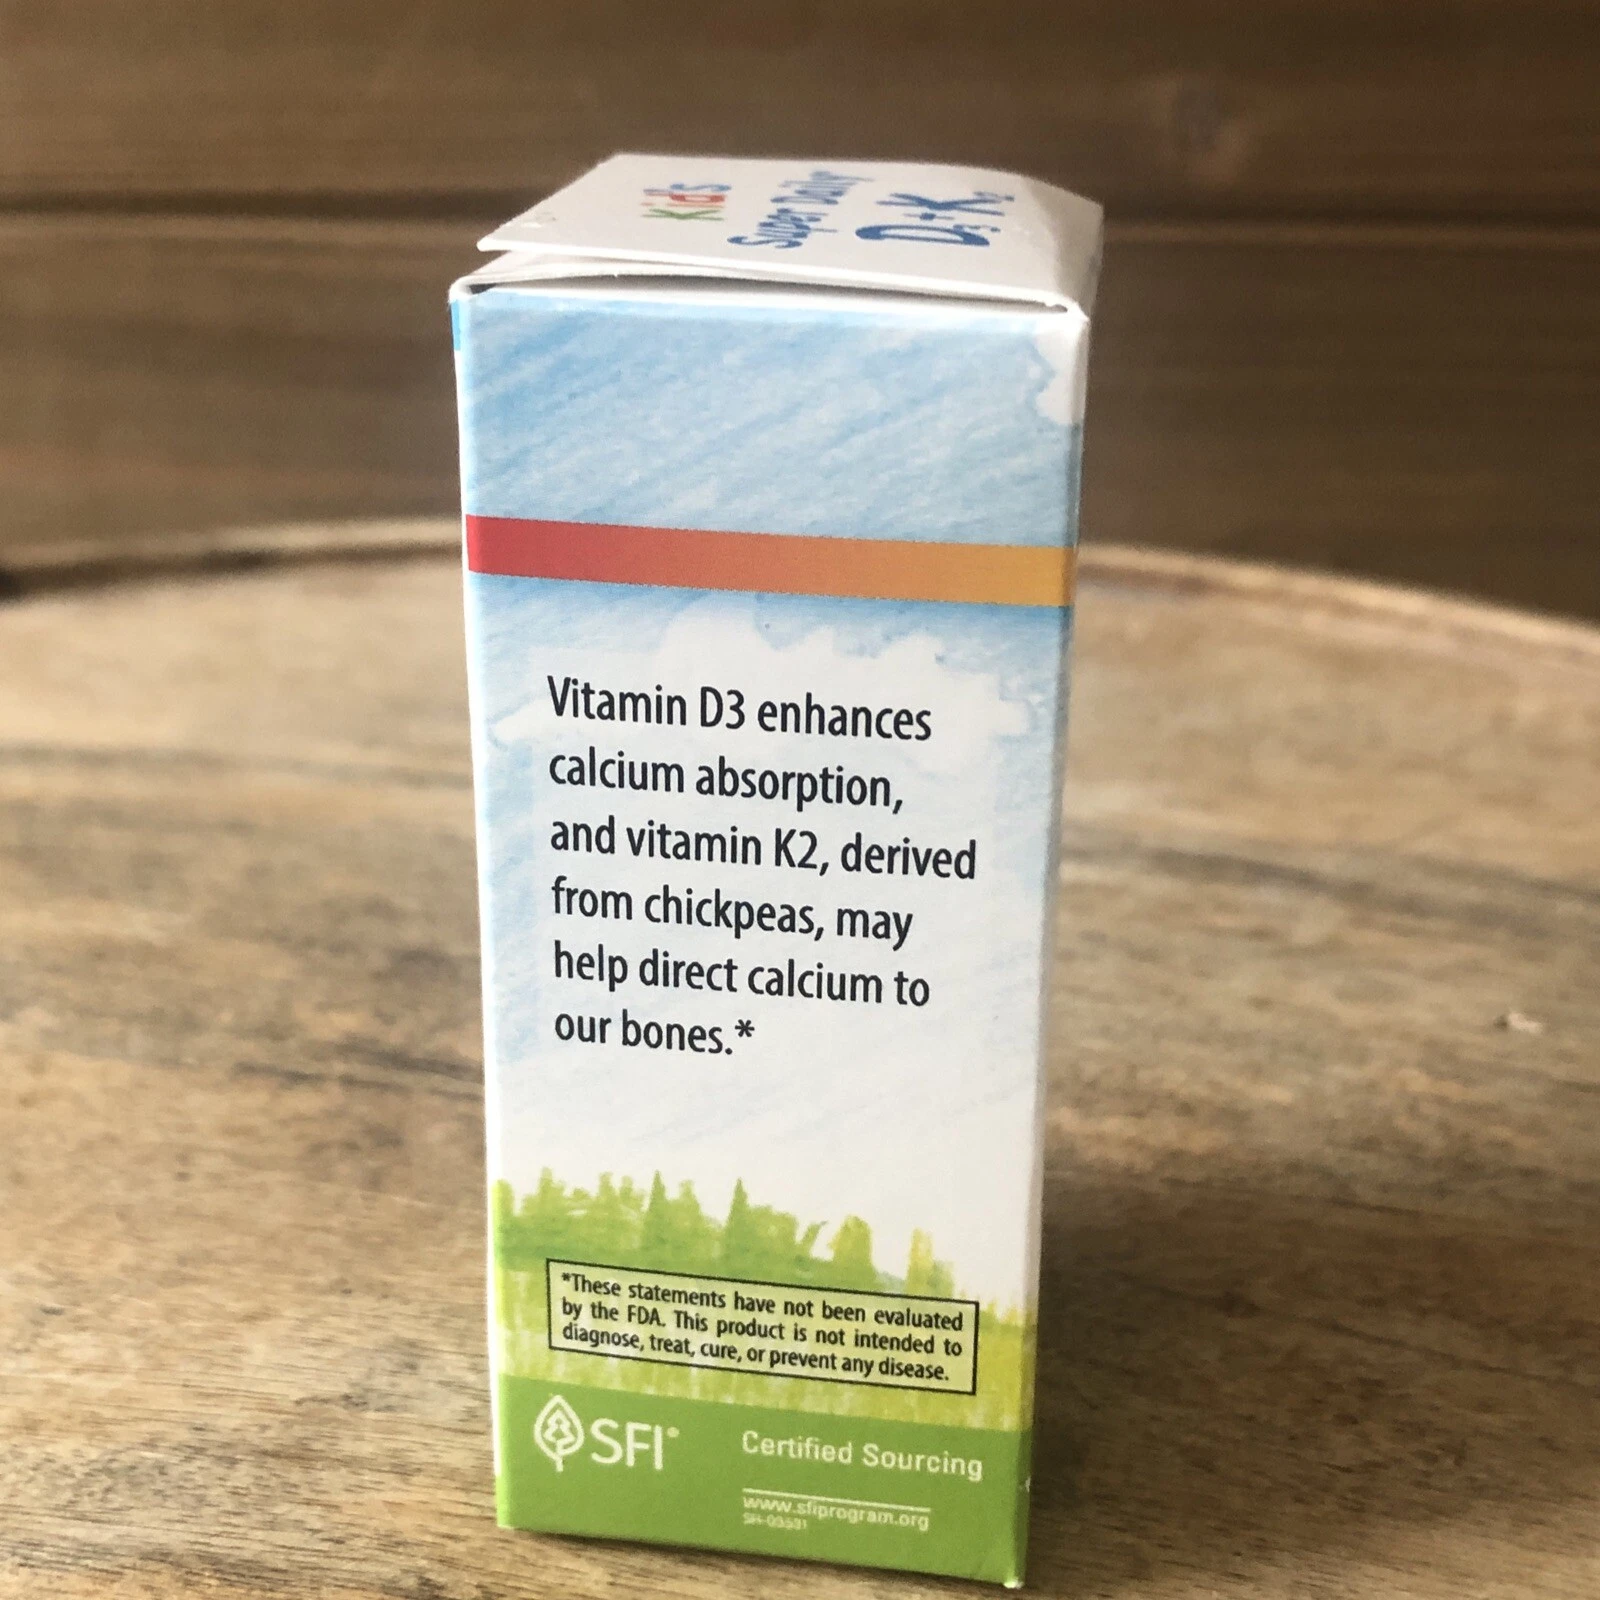 Kids
Super Daily
D3+K2
Vitamin D3 enhances
calcium absorption,
and vitamin K2, derived
from chickpeas, may
help direct calcium to
our bones.*
*These statements have not been evaluated
by the FDA. This product is not intended to
diagnose, treat, cure, or prevent any disease.
SFI®
Certified Sourcing
www.sfiprogram.org
SFI-03531